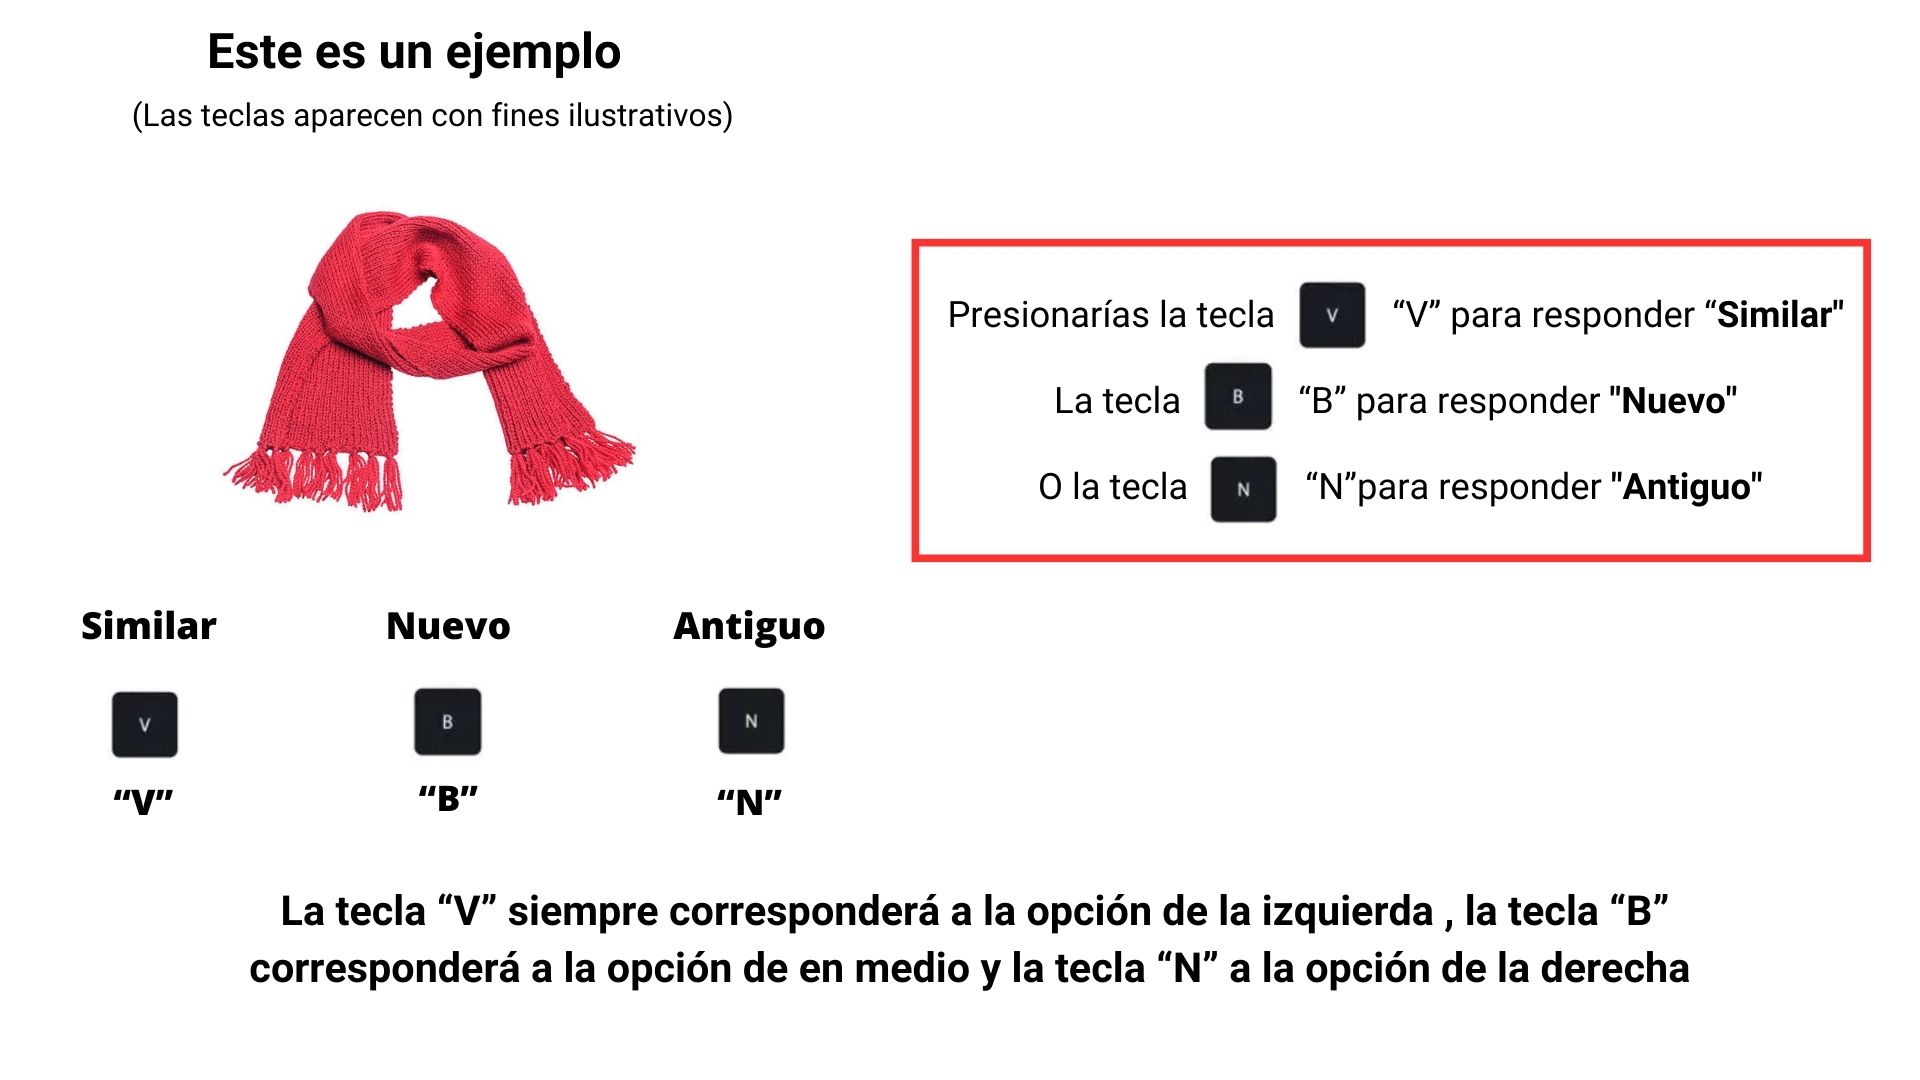 Este es un ejemplo
(Las teclas aparecen con fines ilustrativos)
Presionarías la tecla V “V” para responder “Similar"
La tecla B “B” para responder "Nuevo"
O la tecla N “N”para responder "Antiguo"
Similar Nuevo Antiguo
V B N
“V” “B” “N”
La tecla “V” siempre corresponderá a la opción de la izquierda , la tecla “B”
corresponderá a la opción de en medio y la tecla “N” a la opción de la derecha